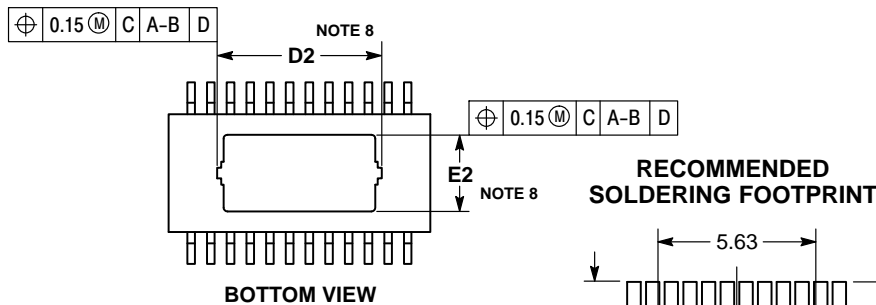 ⌖ 0.15 Ⓜ C A-B D
NOTE 8
D2
⌖ 0.15 Ⓜ C A-B D
E2
NOTE 8
BOTTOM VIEW
RECOMMENDED
SOLDERING FOOTPRINT
5.63